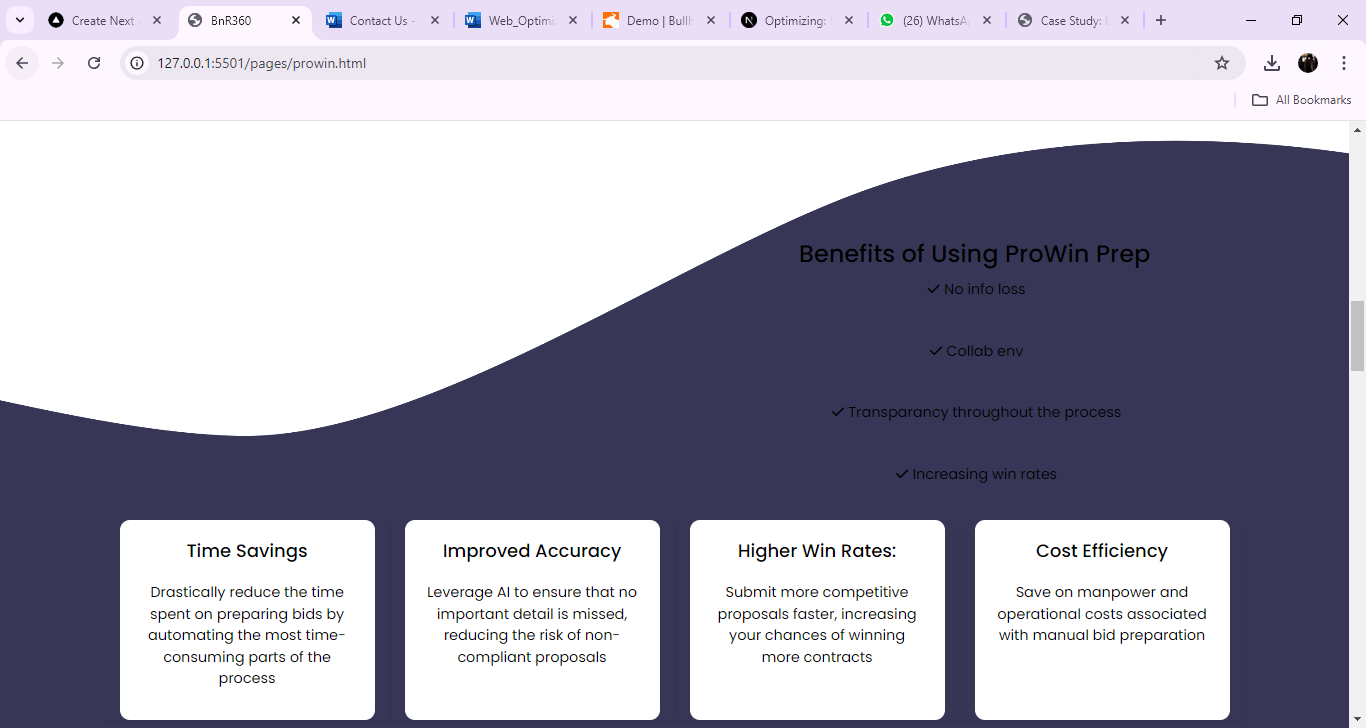 Create Next
BnR360
Contact Us -
Web_Optimi
Demo | Bullh
Optimizing:
(26) WhatsA
Case Study:
127.0.0.1:5501/pages/prowin.html
All Bookmarks
Benefits of Using ProWin Prep
No info loss
Collab env
Transparancy throughout the process
Increasing win rates
Time Savings
Drastically reduce the time
spent on preparing bids by
automating the most time-
consuming parts of the
process
Improved Accuracy
Leverage AI to ensure that no
important detail is missed,
reducing the risk of non-
compliant proposals
Higher Win Rates:
Submit more competitive
proposals faster, increasing
your chances of winning
more contracts
Cost Efficiency
Save on manpower and
operational costs associated
with manual bid preparation